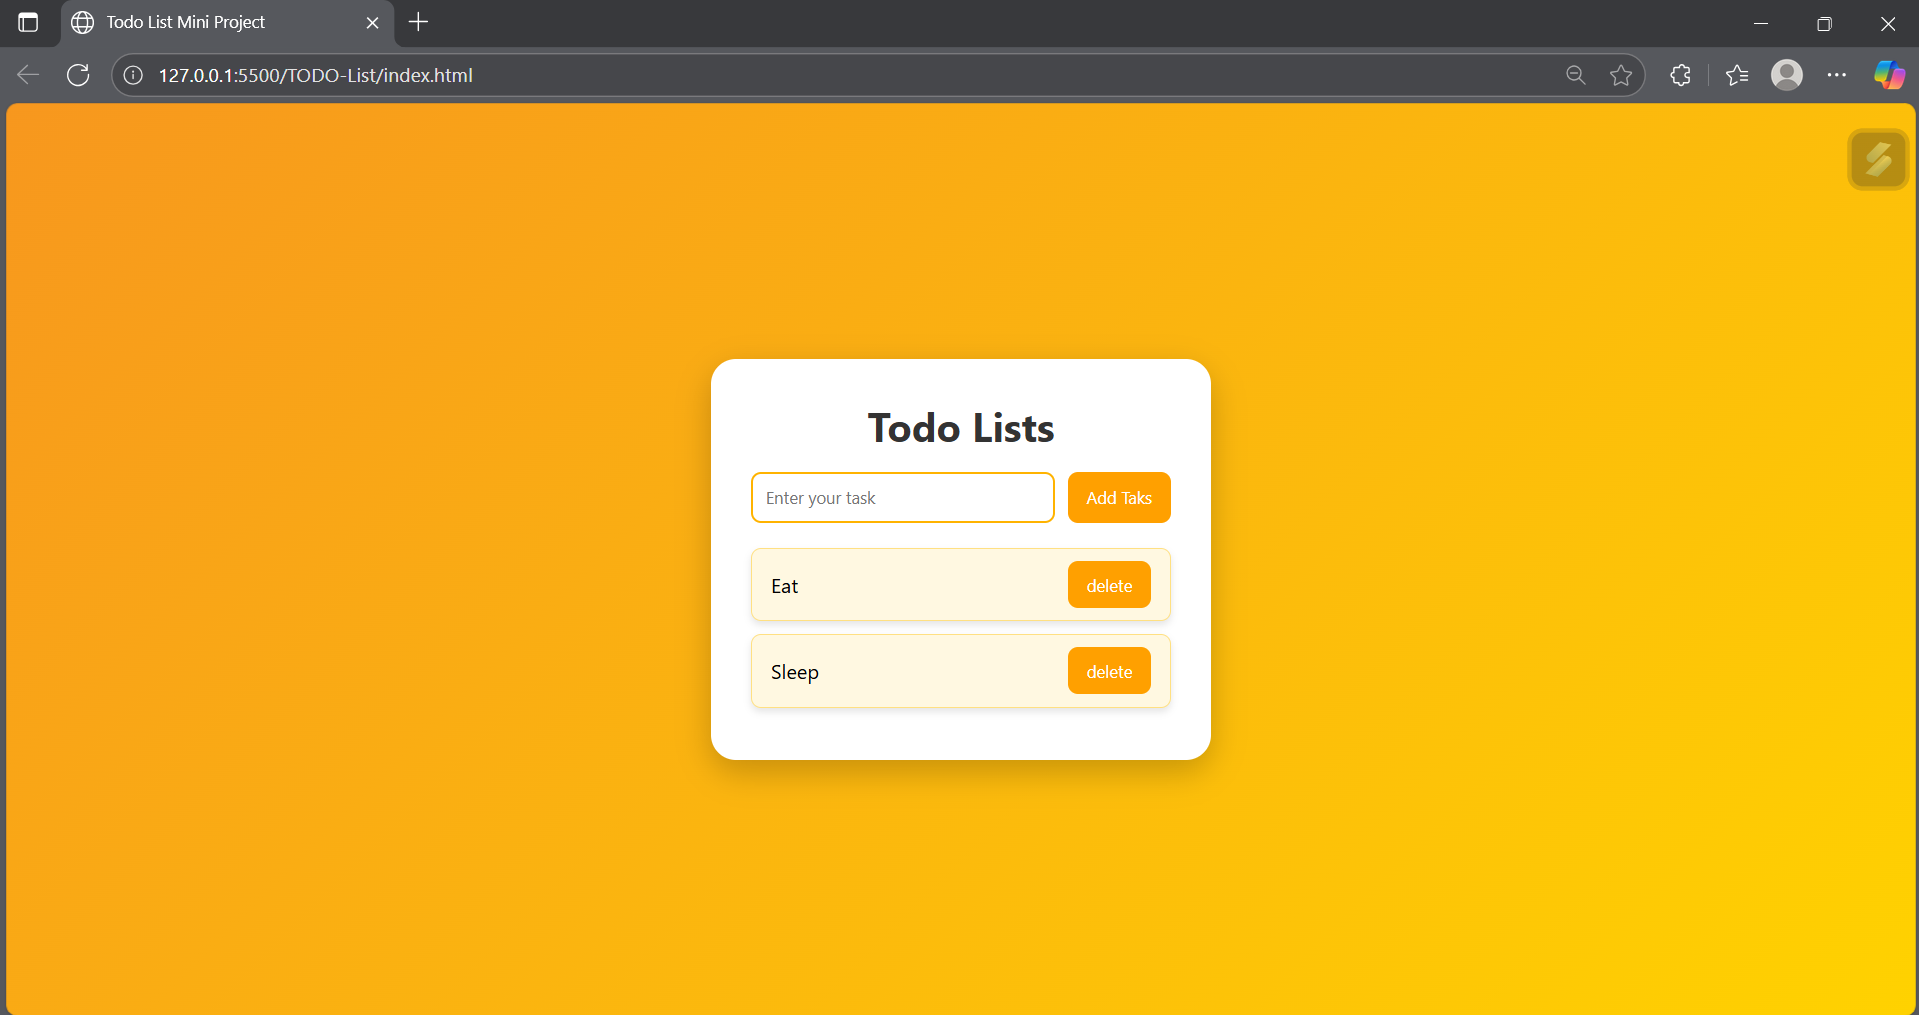 Todo List Mini Project
127.0.0.1:5500/TODO-List/index.html
Todo Lists
Enter your task
Add Taks
Eat
delete
Sleep
delete